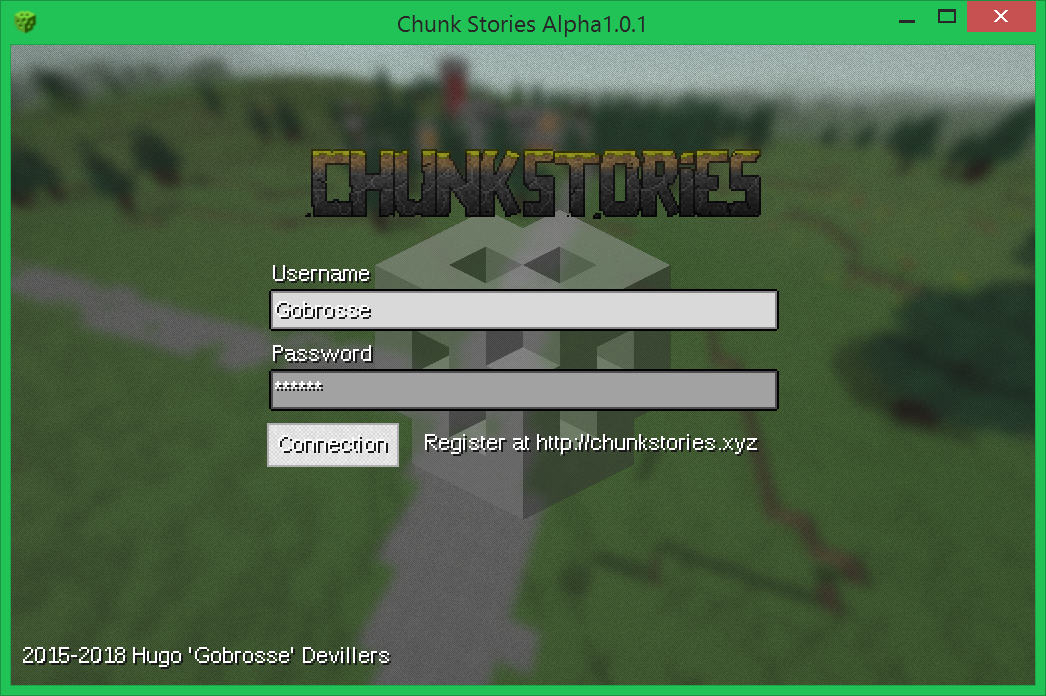 Chunk Stories Alpha1.0.1
CHUNKSTORiES
Username
Gobrosse
Password
*******
Connection Register at http://chunkstories.xyz
2015-2018 Hugo 'Gobrosse' Devillers